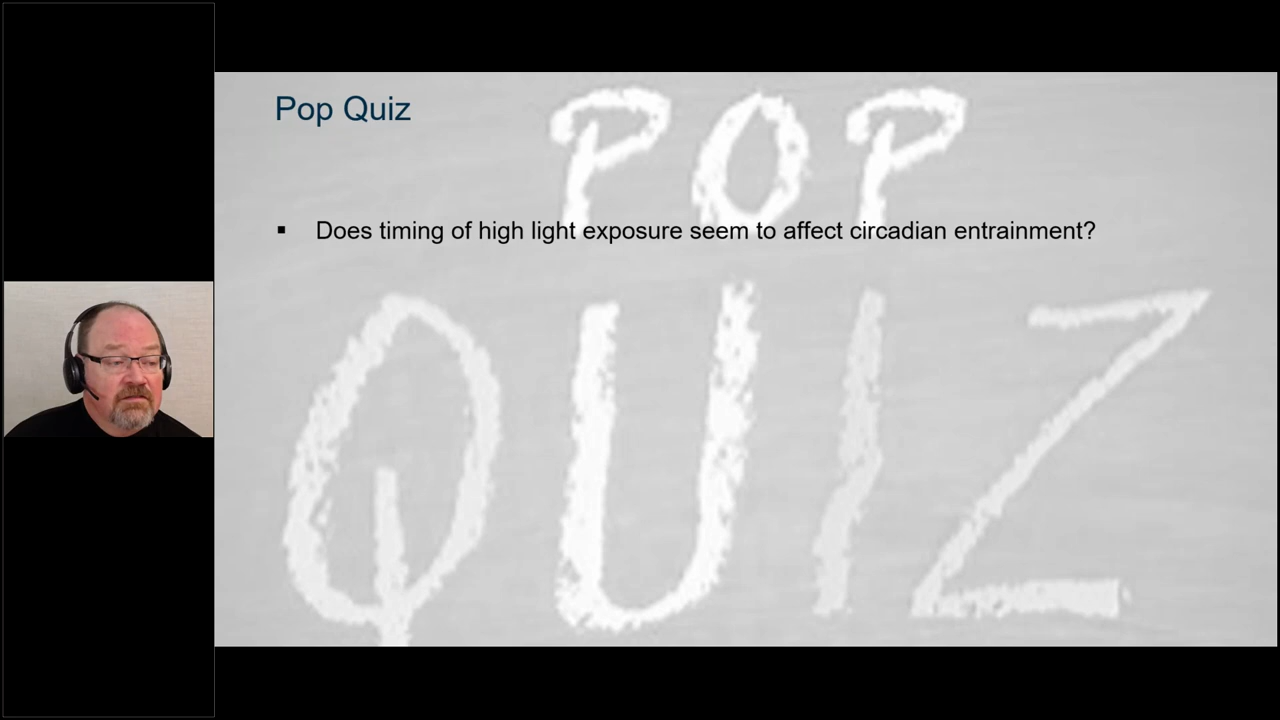 Pop Quiz
POP
Does timing of high light exposure seem to affect circadian entrainment?
QUIZ